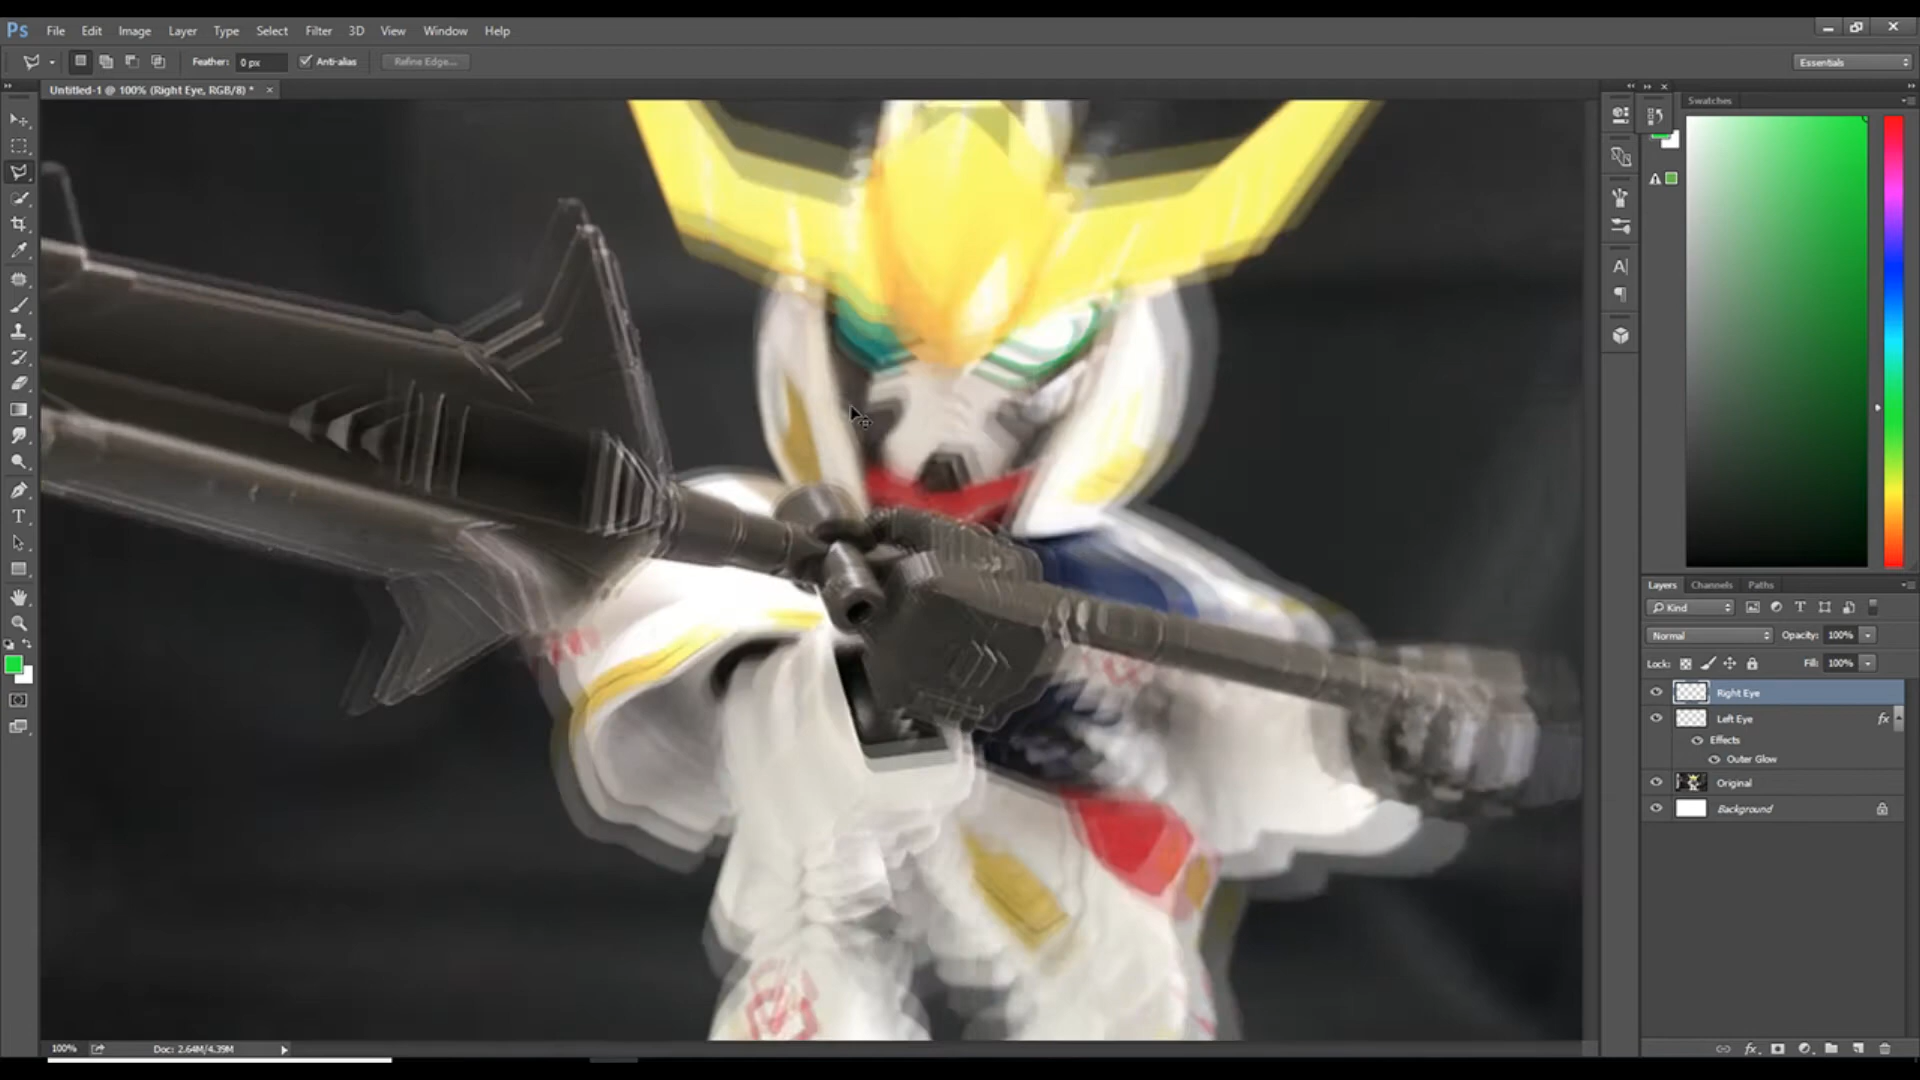 Ps File Edit Image Layer Type Select Filter 3D View Window Help
Feather: 0 px Anti-alias Refine Edge... Essentials
Untitled-1 @ 100% (Right Eye, RGB/8) * ×
Swatches
Layers Channels Paths
Kind
Normal Opacity: 100%
Lock: Fill: 100%
Right Eye
Left Eye fx
Effects
Outer Glow
Original
Background
100% Doc: 2.64M/4.39M